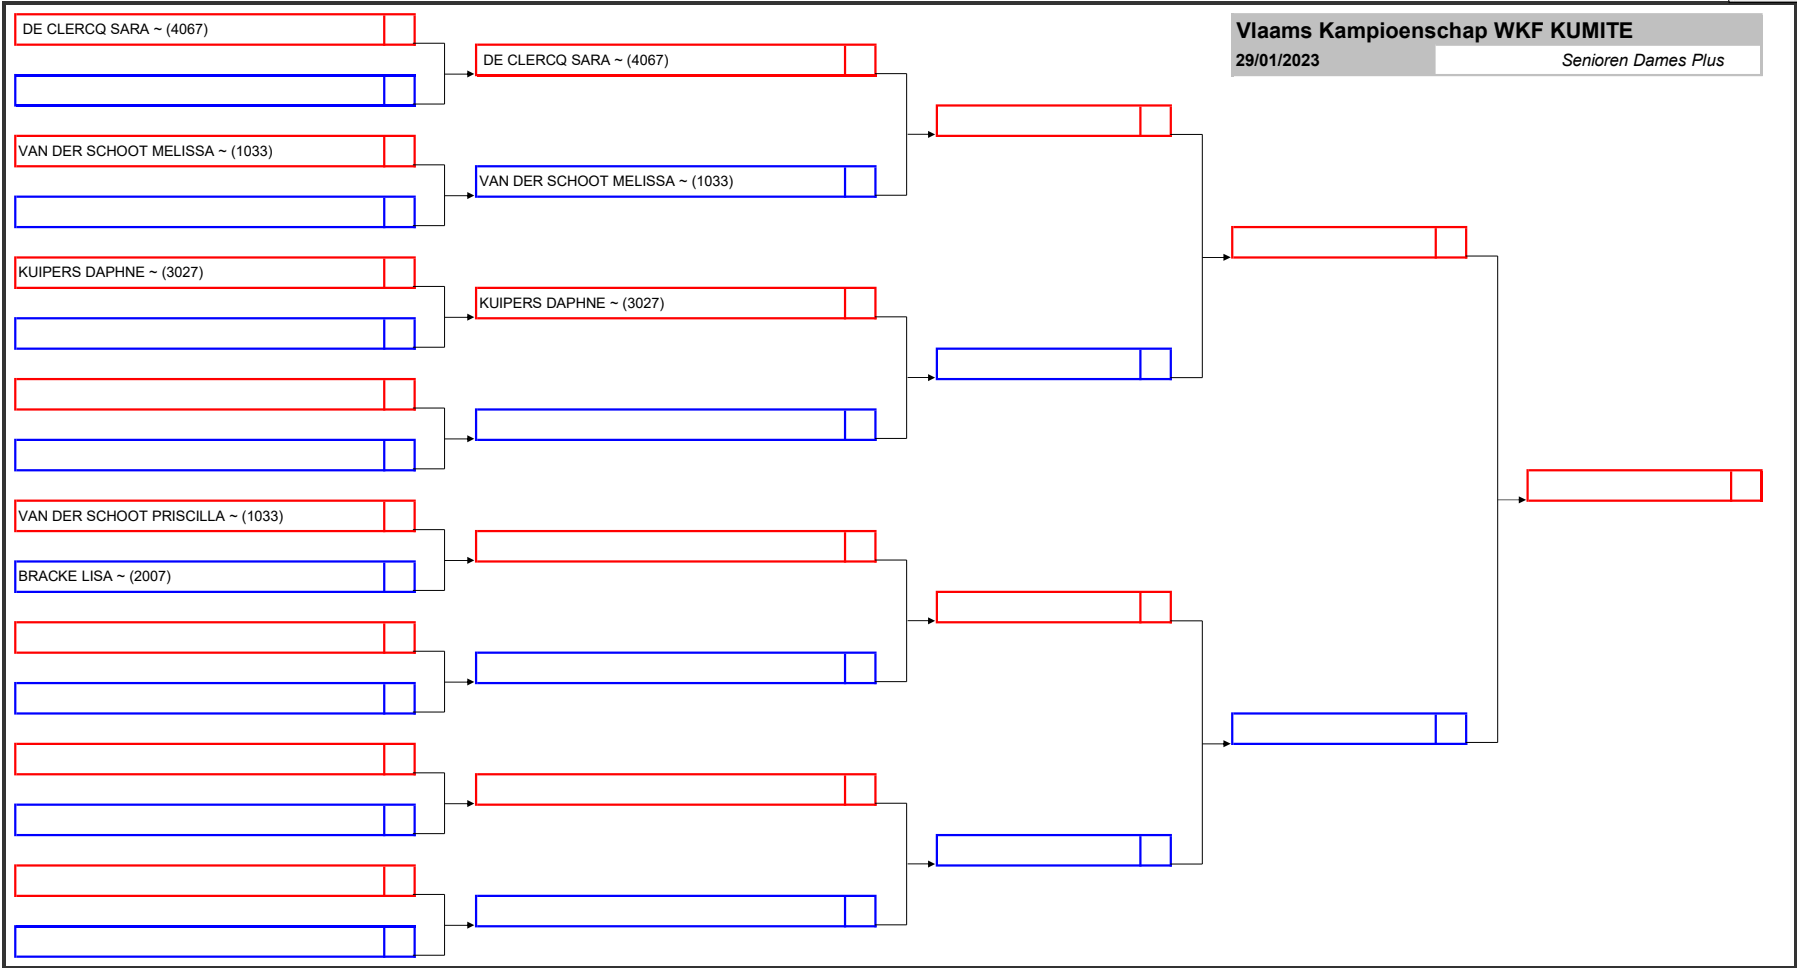 Vlaams Kampioenschap WKF KUMITE
29/01/2023 Senioren Dames Plus
DE CLERCQ SARA ~ (4067)
VAN DER SCHOOT MELISSA ~ (1033)
KUIPERS DAPHNE ~ (3027)
VAN DER SCHOOT PRISCILLA ~ (1033)
BRACKE LISA ~ (2007)
DE CLERCQ SARA ~ (4067)
VAN DER SCHOOT MELISSA ~ (1033)
KUIPERS DAPHNE ~ (3027)